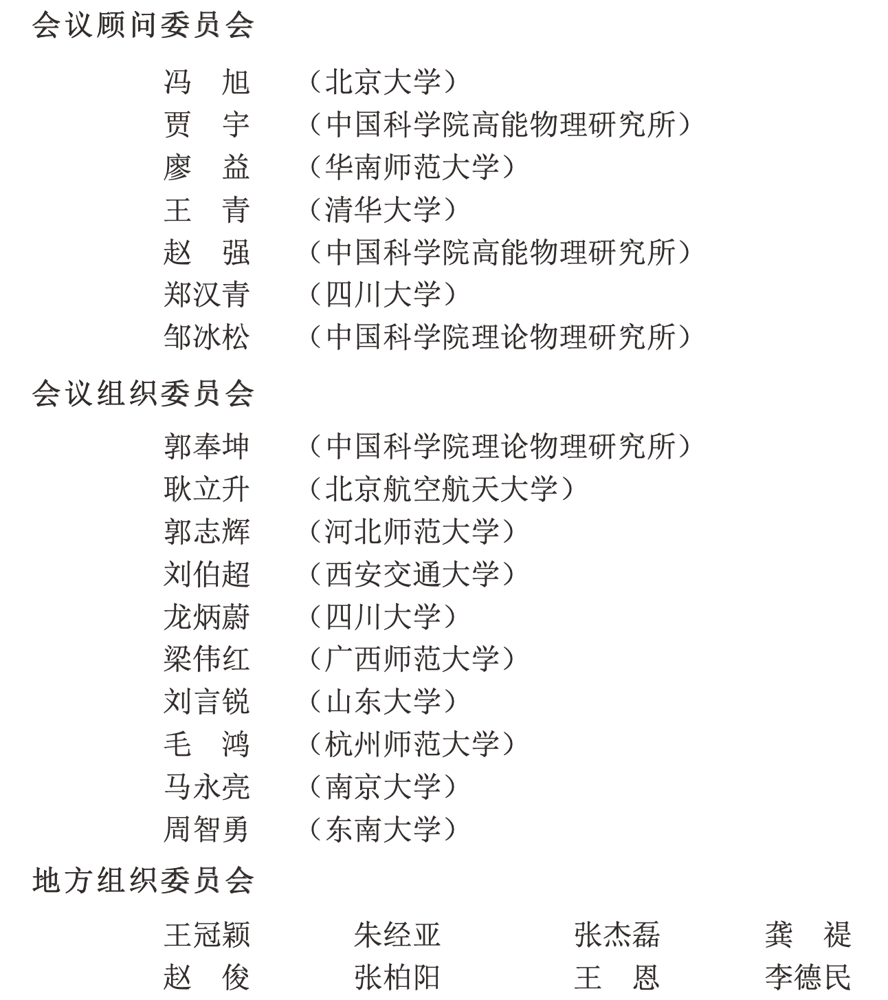 会议顾问委员会
冯　旭　（北京大学）
贾　宇　（中国科学院高能物理研究所）
廖　益　（华南师范大学）
王　青　（清华大学）
赵　强　（中国科学院高能物理研究所）
郑汉青　（四川大学）
邹冰松　（中国科学院理论物理研究所）
会议组织委员会
郭奉坤　（中国科学院理论物理研究所）
耿立升　（北京航空航天大学）
郭志辉　（河北师范大学）
刘伯超　（西安交通大学）
龙炳蔚　（四川大学）
梁伟红　（广西师范大学）
刘言锐　（山东大学）
毛　鸿　（杭州师范大学）
马永亮　（南京大学）
周智勇　（东南大学）
地方组织委员会
王冠颖　朱经亚　张杰磊　龚　禔
赵　俊　张柏阳　王　恩　李德民